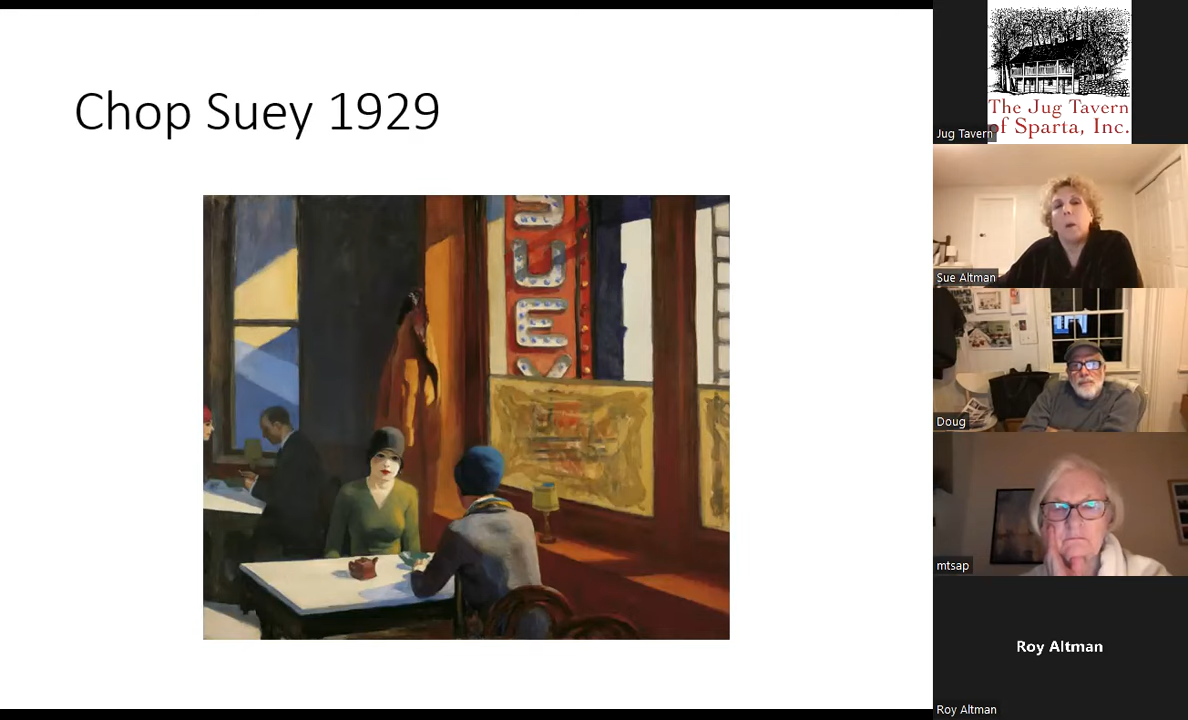 Chop Suey 1929
SUEY
The Jug Tavern
of Sparta, Inc.
Jug Tavern
Sue Altman
Doug
mtsap
Roy Altman
Roy Altman